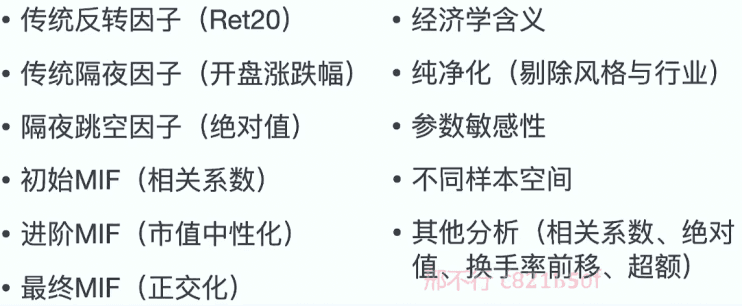 • 传统反转因子（Ret20）
• 传统隔夜因子（开盘涨跌幅）
• 隔夜跳空因子（绝对值）
• 初始MIF（相关系数）
• 进阶MIF（市值中性化）
• 最终MIF（正交化）
• 经济学含义
• 纯净化（剔除风格与行业）
• 参数敏感性
• 不同样本空间
• 其他分析（相关系数、绝对
值、换手率前移、超额）
邢不行